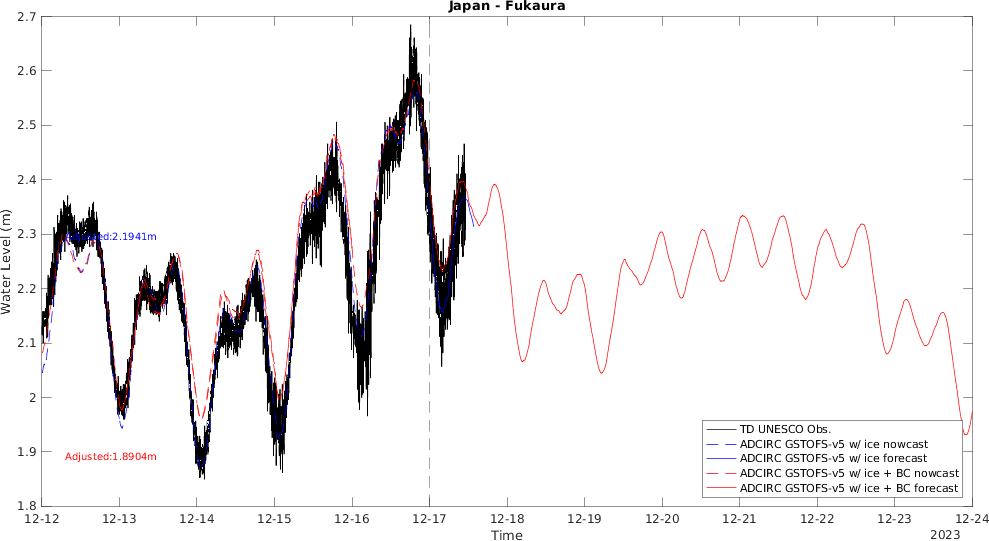 Japan - Fukaura
2.7
2.6
2.5
2.4
2.3
2.2
2.1
2
1.9
1.8
Water Level (m)
:2.1941m
Adjusted:1.8904m
TD UNESCO Obs.
ADCIRC GSTOFS-v5 w/ ice nowcast
ADCIRC GSTOFS-v5 w/ ice forecast
ADCIRC GSTOFS-v5 w/ ice + BC nowcast
ADCIRC GSTOFS-v5 w/ ice + BC forecast
12-12 12-13 12-14 12-15 12-16 12-17 12-18 12-19 12-20 12-21 12-22 12-23 12-24
Time
2023